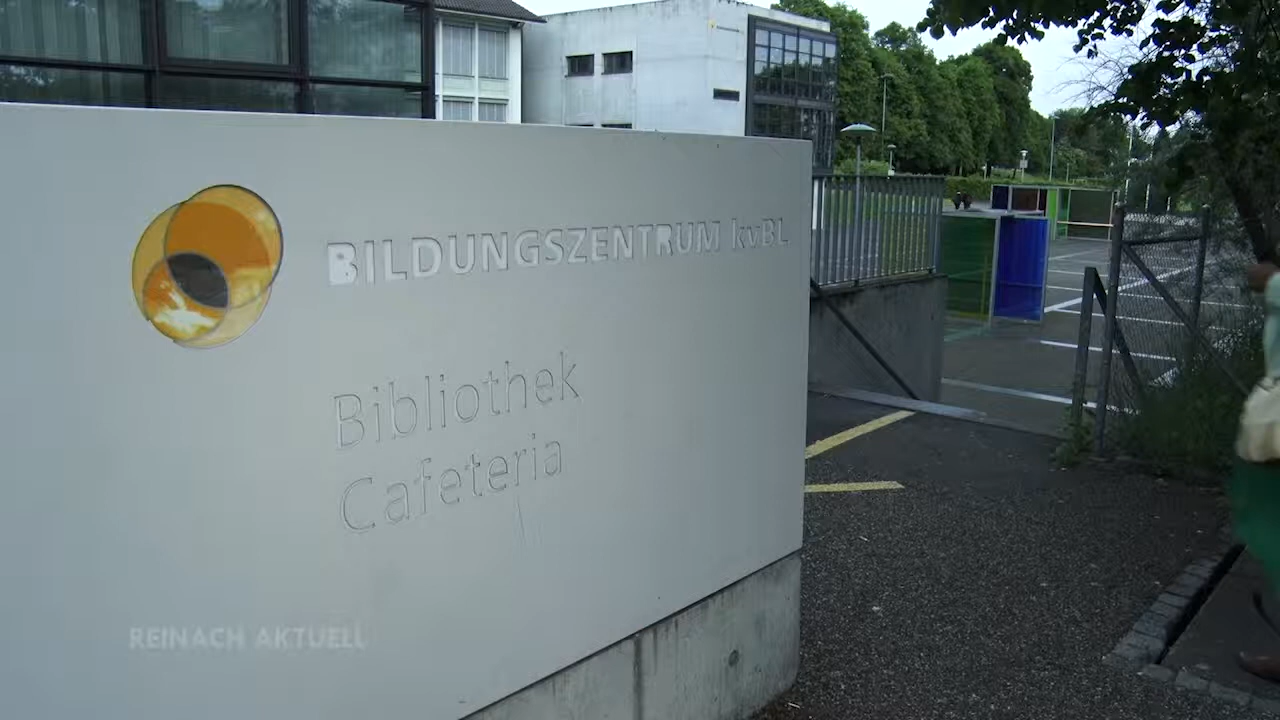 BILDUNGSZENTRUM kvBL
Bibliothek
Cafeteria
REINACH AKTUELL